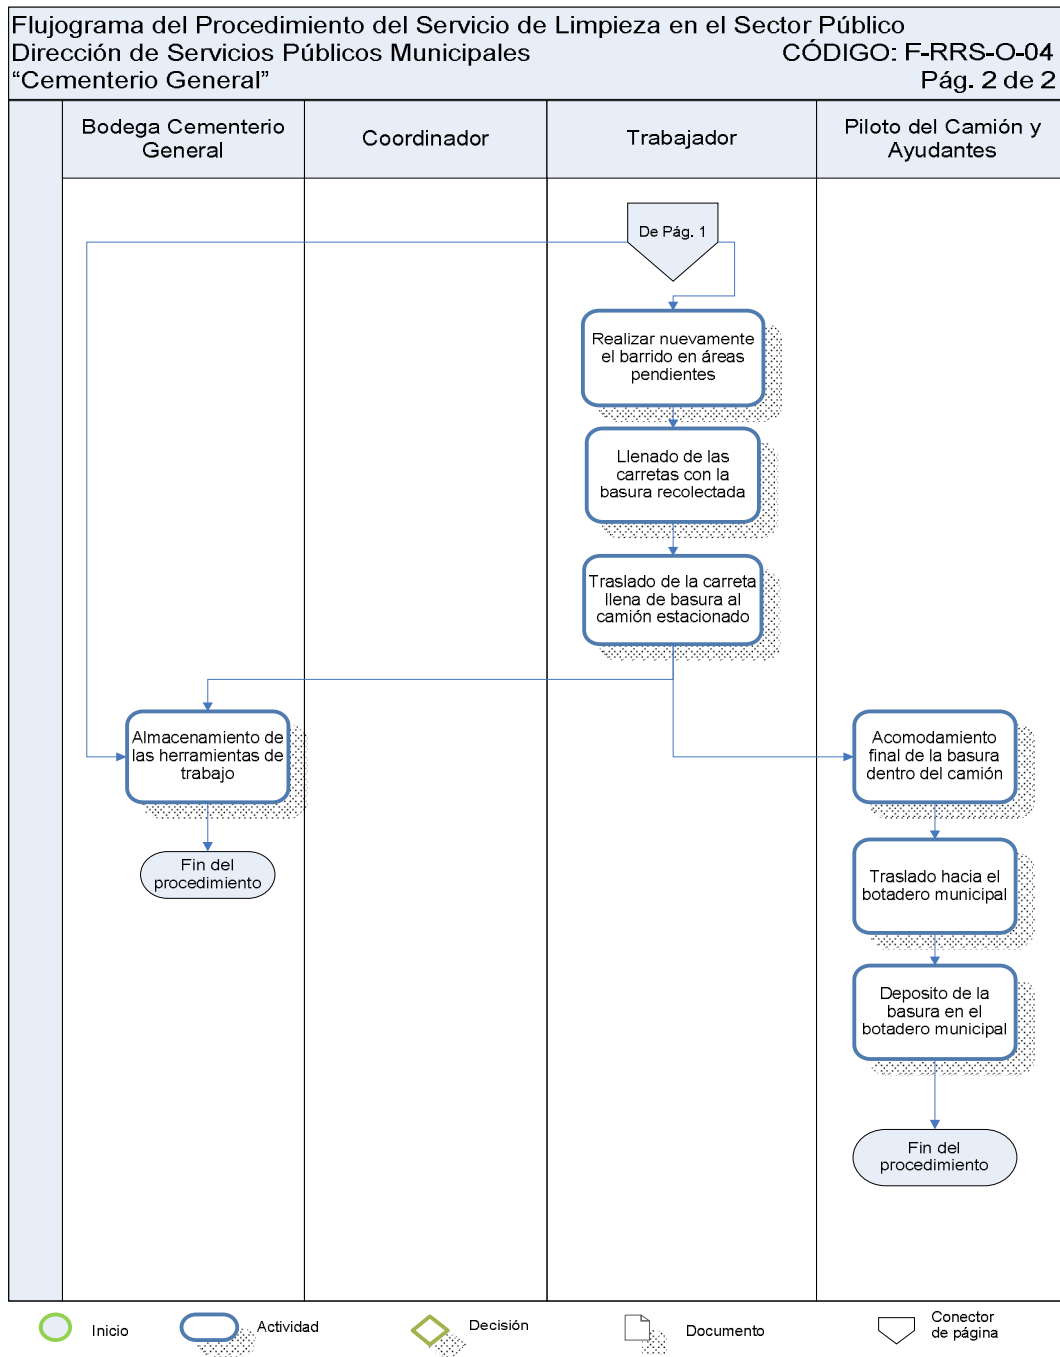 Flujograma del Procedimiento del Servicio de Limpieza en el Sector Público
Dirección de Servicios Públicos Municipales
CÓDIGO: F-RRS-O-04
“Cementerio General”
Pág. 2 de 2
Bodega Cementerio
General
Coordinador
Trabajador
Piloto del Camión y
Ayudantes
De Pág. 1
Realizar nuevamente
el barrido en áreas
pendientes
Llenado de las
carretas con la
basura recolectada
Traslado de la carreta
llena de basura al
camión estacionado
Almacenamiento de
las herramientas de
trabajo
Fin del
procedimiento
Acomodamiento
final de la basura
dentro del camión
Traslado hacia el
botadero municipal
Deposito de la
basura en el
botadero municipal
Fin del
procedimiento
Inicio
Actividad
Decisión
Documento
Conector
de página